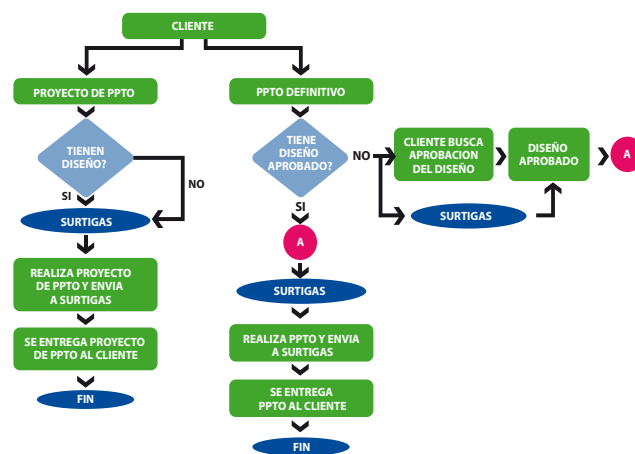 CLIENTE
PROYECTO DE PPTO
TIENEN
DISEÑO?
NO
SI
SURTIGAS
REALIZA PROYECTO
DE PPTO Y ENVIA
A SURTIGAS
SE ENTREGA PROYECTO
DE PPTO AL CLIENTE
FIN
PPTO DEFINITIVO
TIENE
DISEÑO
APROBADO?
NO
SI
A
SURTIGAS
REALIZA PPTO Y ENVIA
A SURTIGAS
SE ENTREGA
PPTO AL CLIENTE
FIN
CLIENTE BUSCA
APROBACION
DEL DISEÑO
DISEÑO
APROBADO
A
SURTIGAS